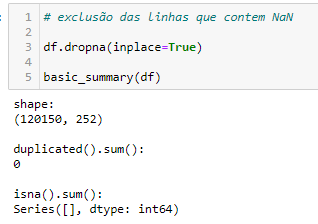 1 # exclusão das linhas que contem NaN
2
3 df.dropna(inplace=True)
4
5 basic_summary(df)
shape:
(120150, 252)
duplicated().sum():
0
isna().sum():
Series([], dtype: int64)